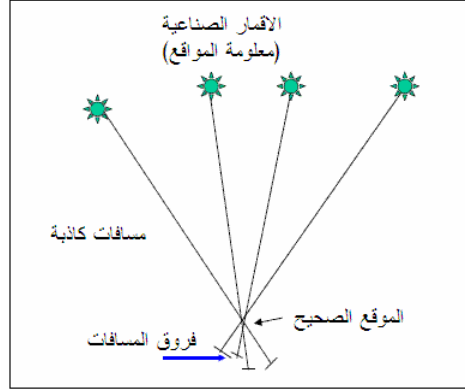 الاقمار الصناعية
(معلومة المواقع)
مسافات كاذبة
الموقع الصحيح
فروق المسافات